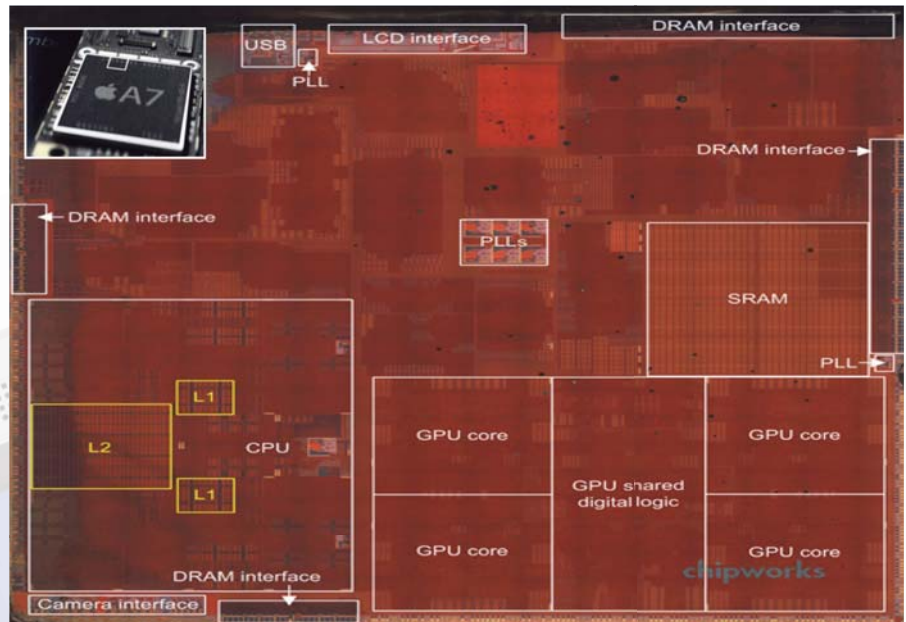 DRAM interface
USB
LCD interface
PLL
A7
DRAM interface
DRAM interface
PLLs
SRAM
PLL
L1
L2
CPU
L1
GPU core
GPU core
GPU shared
digital logic
GPU core
GPU core
chipworks
DRAM interface
Camera interface